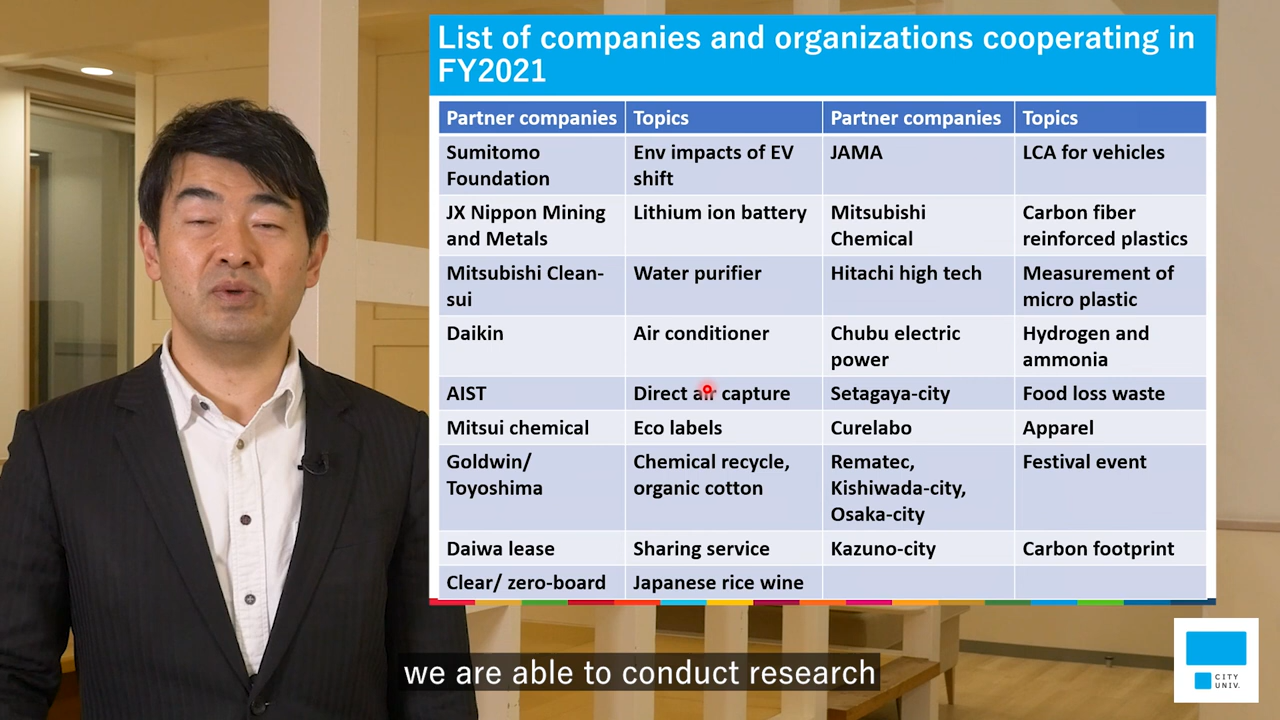 List of companies and organizations cooperating in
FY2021
Partner companies Topics Partner companies Topics
Sumitomo
Foundation
Env impacts of EV
shift
JAMA
LCA for vehicles
JX Nippon Mining
and Metals
Lithium ion battery
Mitsubishi
Chemical
Carbon fiber
reinforced plastics
Mitsubishi Clean-
sui
Water purifier
Hitachi high tech
Measurement of
micro plastic
Daikin
Air conditioner
Chubu electric
power
Hydrogen and
ammonia
AIST
Direct air capture
Setagaya-city
Food loss waste
Mitsui chemical
Eco labels
Curelabo
Apparel
Goldwin/
Toyoshima
Chemical recycle,
organic cotton
Rematec,
Kishiwada-city,
Osaka-city
Festival event
Daiwa lease
Sharing service
Kazuno-city
Carbon footprint
Clear/ zero-board
Japanese rice wine
we are able to conduct research
CITY
UNIV.